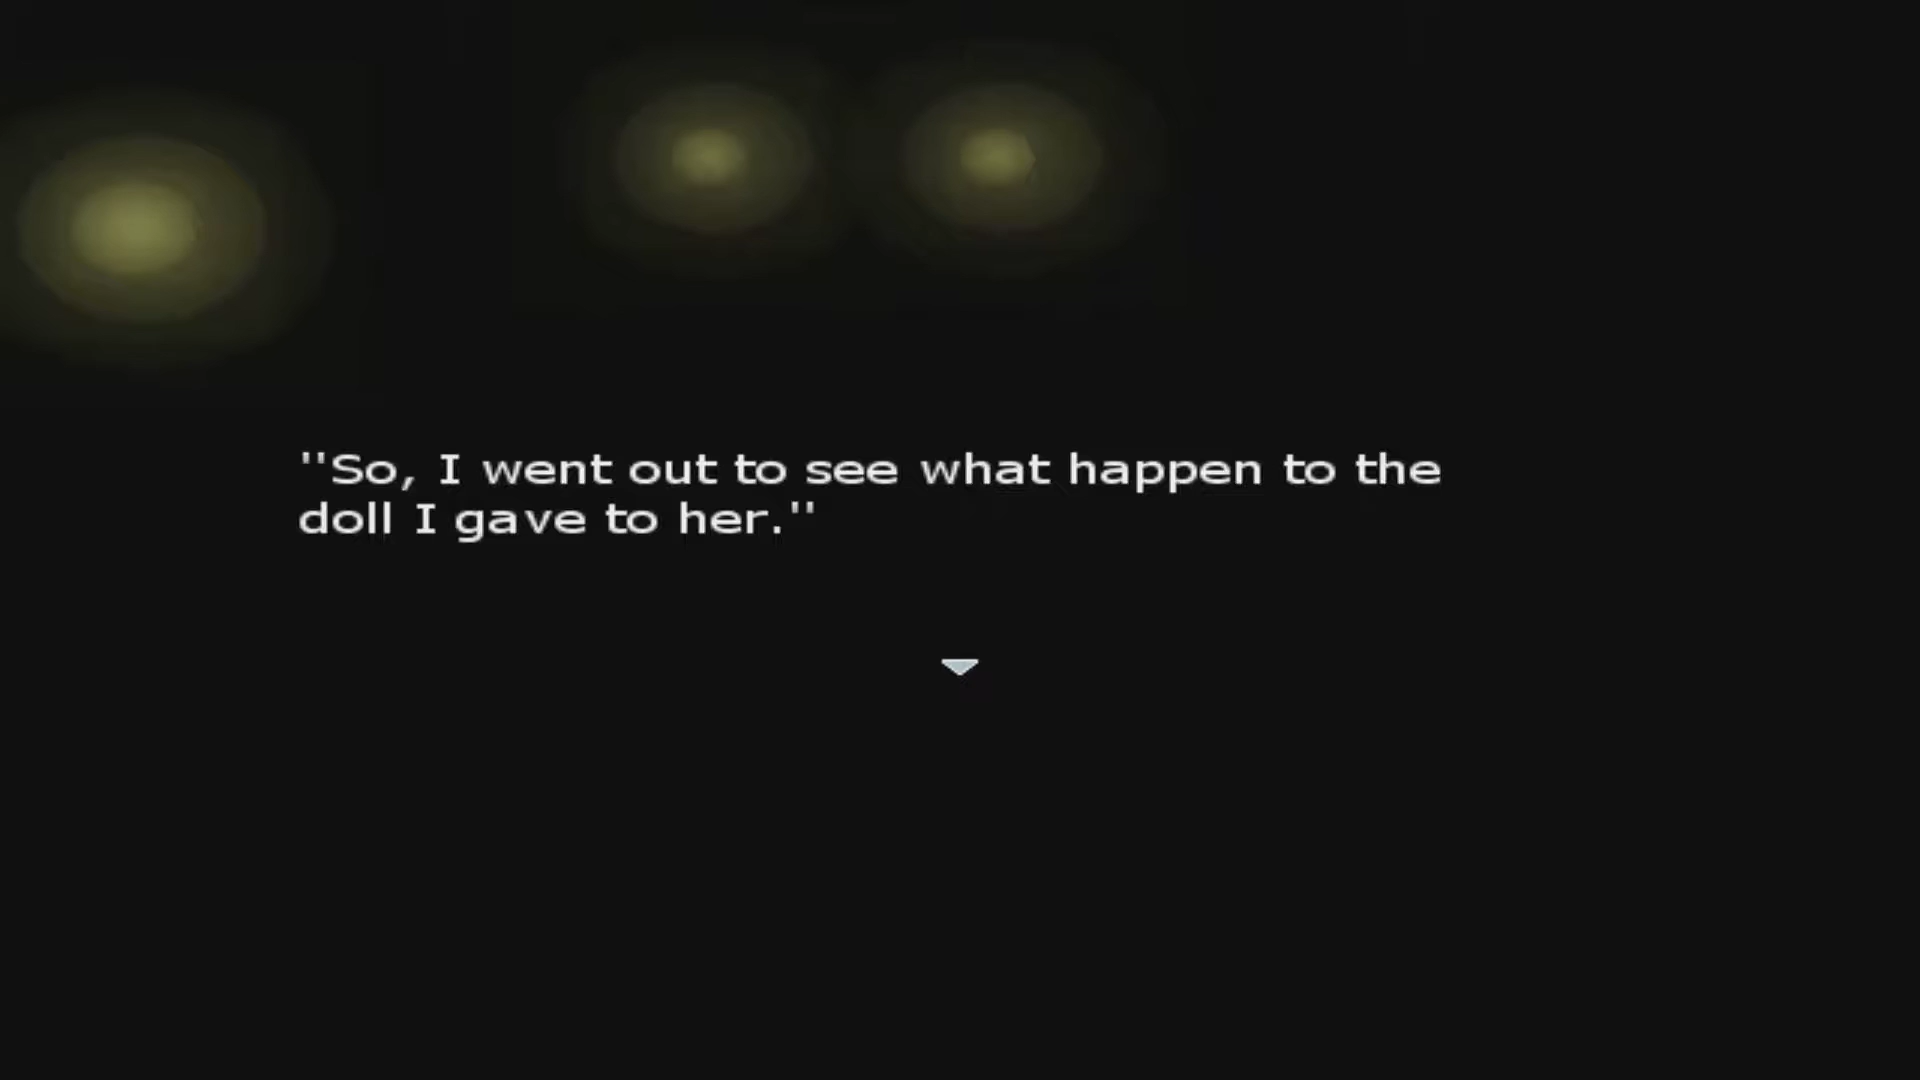 "So, I went out to see what happen to the
doll I gave to her."